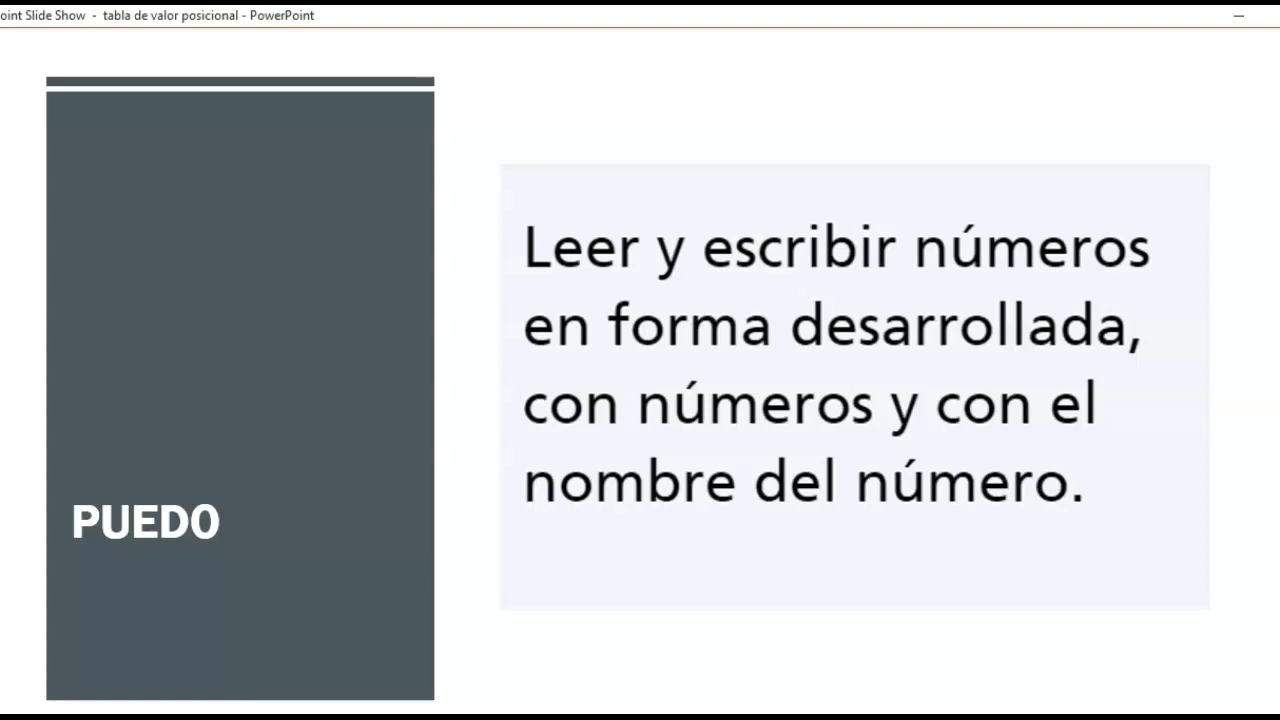 oint Slide Show - tabla de valor posicional - PowerPoint
PUEDO
Leer y escribir números
en forma desarrollada,
con números y con el
nombre del número.